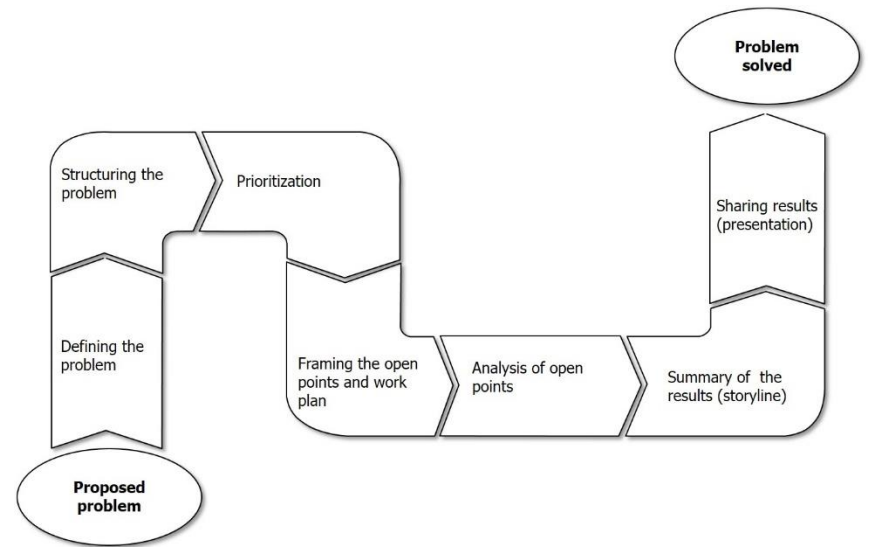 Proposed
problem
Defining the
problem
Structuring the
problem
Prioritization
Framing the open
points and work
plan
Analysis of open
points
Summary of the
results (storyline)
Sharing results
(presentation)
Problem
solved